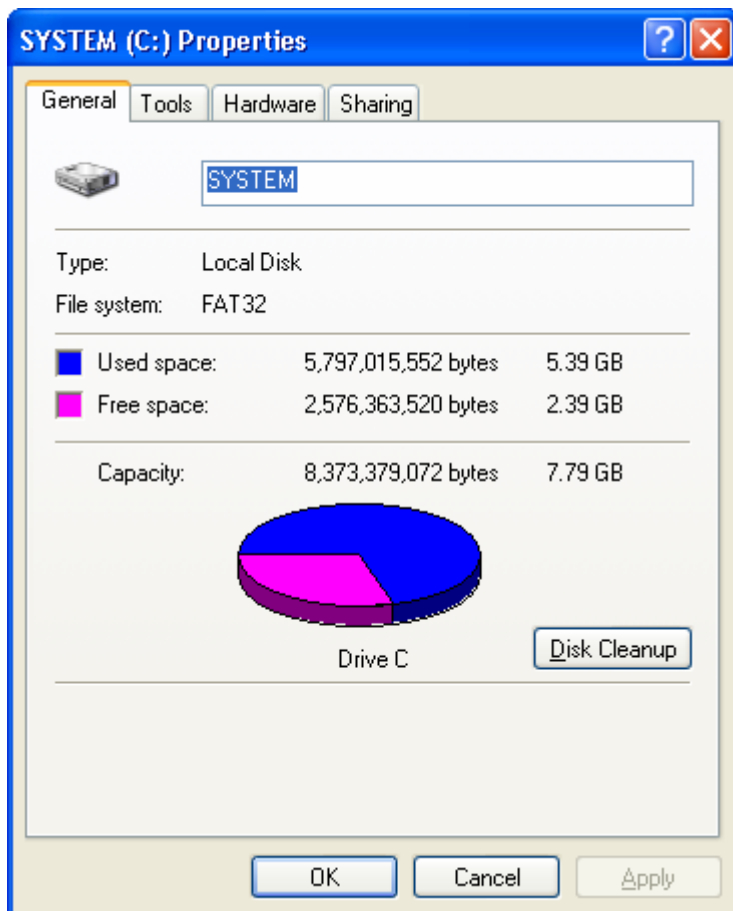 SYSTEM (C:) Properties
?
General Tools Hardware Sharing
SYSTEM
Type: Local Disk
File system: FAT32
Used space: 5,797,015,552 bytes 5.39 GB
Free space: 2,576,363,520 bytes 2.39 GB
Capacity: 8,373,379,072 bytes 7.79 GB
Drive C
Disk Cleanup
OK Cancel Apply